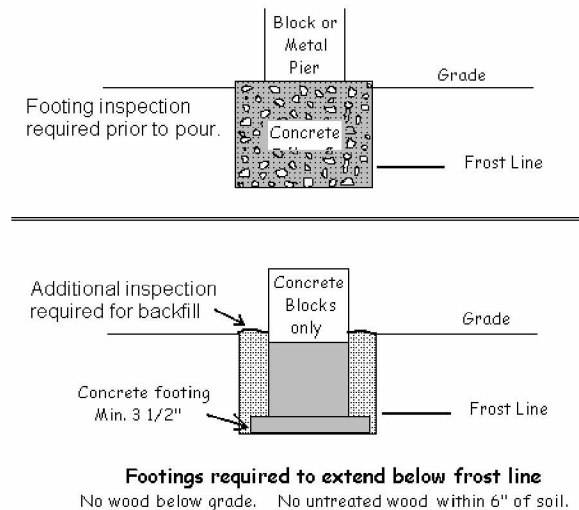 Block or
Metal
Pier
Grade
Footing inspection
required prior to pour.
Concrete
Frost Line
Additional inspection
required for backfill
Concrete
Blocks
only
Grade
Concrete footing
Min. 3 1/2"
Frost Line
Footings required to extend below frost line
No wood below grade. No untreated wood within 6" of soil.